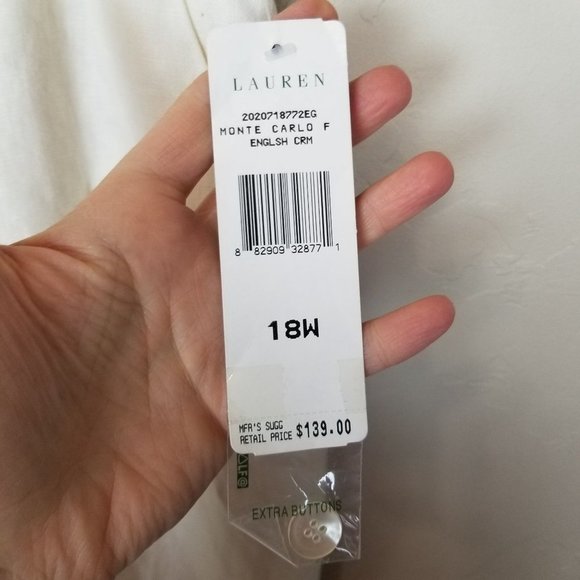 LAUREN
2020718772EG
MONTE CARLO F
ENGLSH CRM
8 82909 32877 1
18W
MFR'S SUGG
RETAIL PRICE $139.00
EXTRA BUTTONS